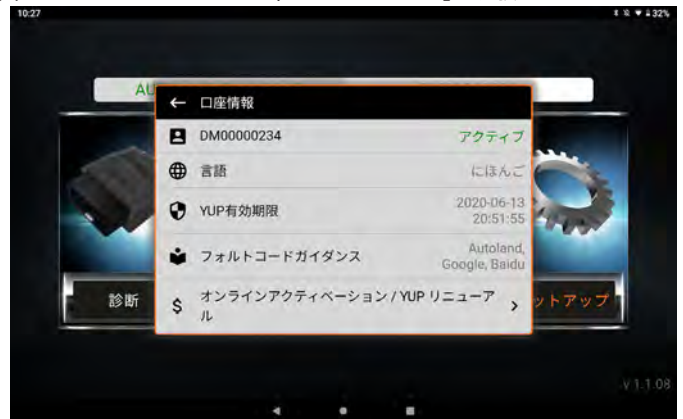 10:27
32%
AU
口座情報
DM00000234
アクティブ
言語
にほんご
YUP有効期限
2020-06-13
20:51:55
フォルトコードガイダンス
Autoland,
Google, Baidu
オンラインアクティベーション / YUP リニューア
ル
診断
ットアップ
V 1.1.08